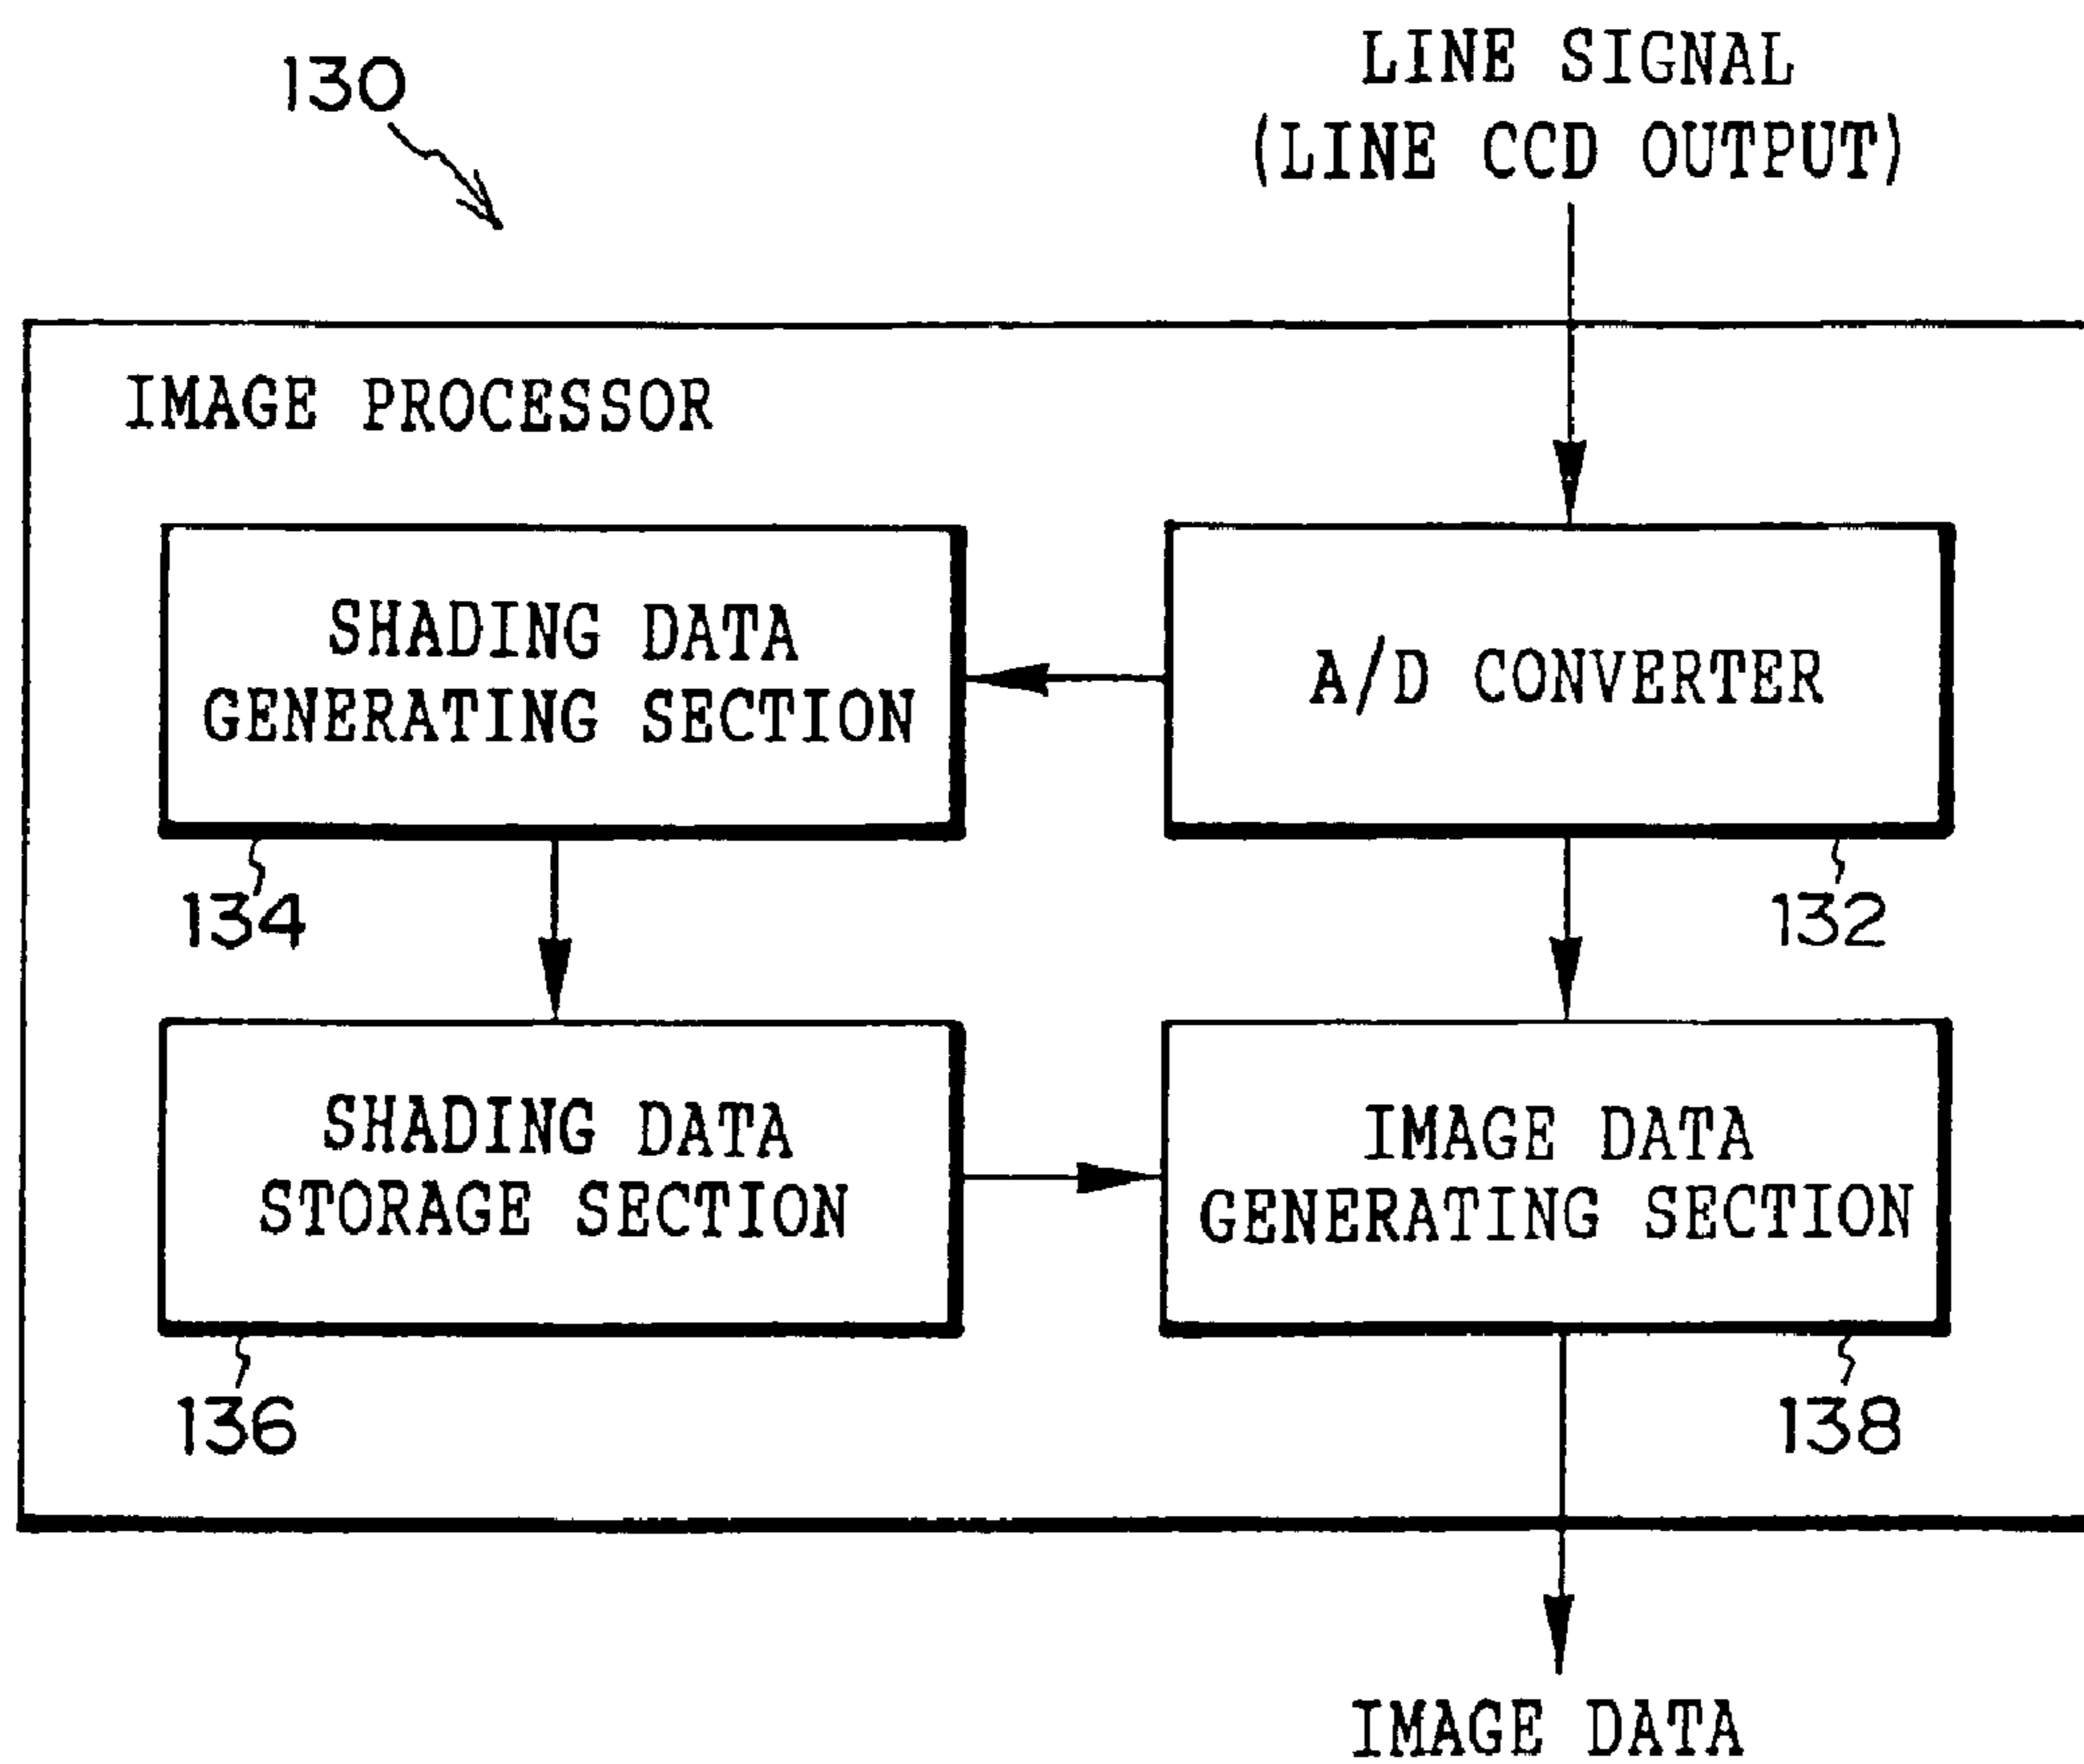 130
LINE SIGNAL
(LINE CCD OUTPUT)
IMAGE PROCESSOR
SHADING DATA
GENERATING SECTION
A/D CONVERTER
134
132
SHADING DATA
STORAGE SECTION
IMAGE DATA
GENERATING SECTION
136
138
IMAGE DATA